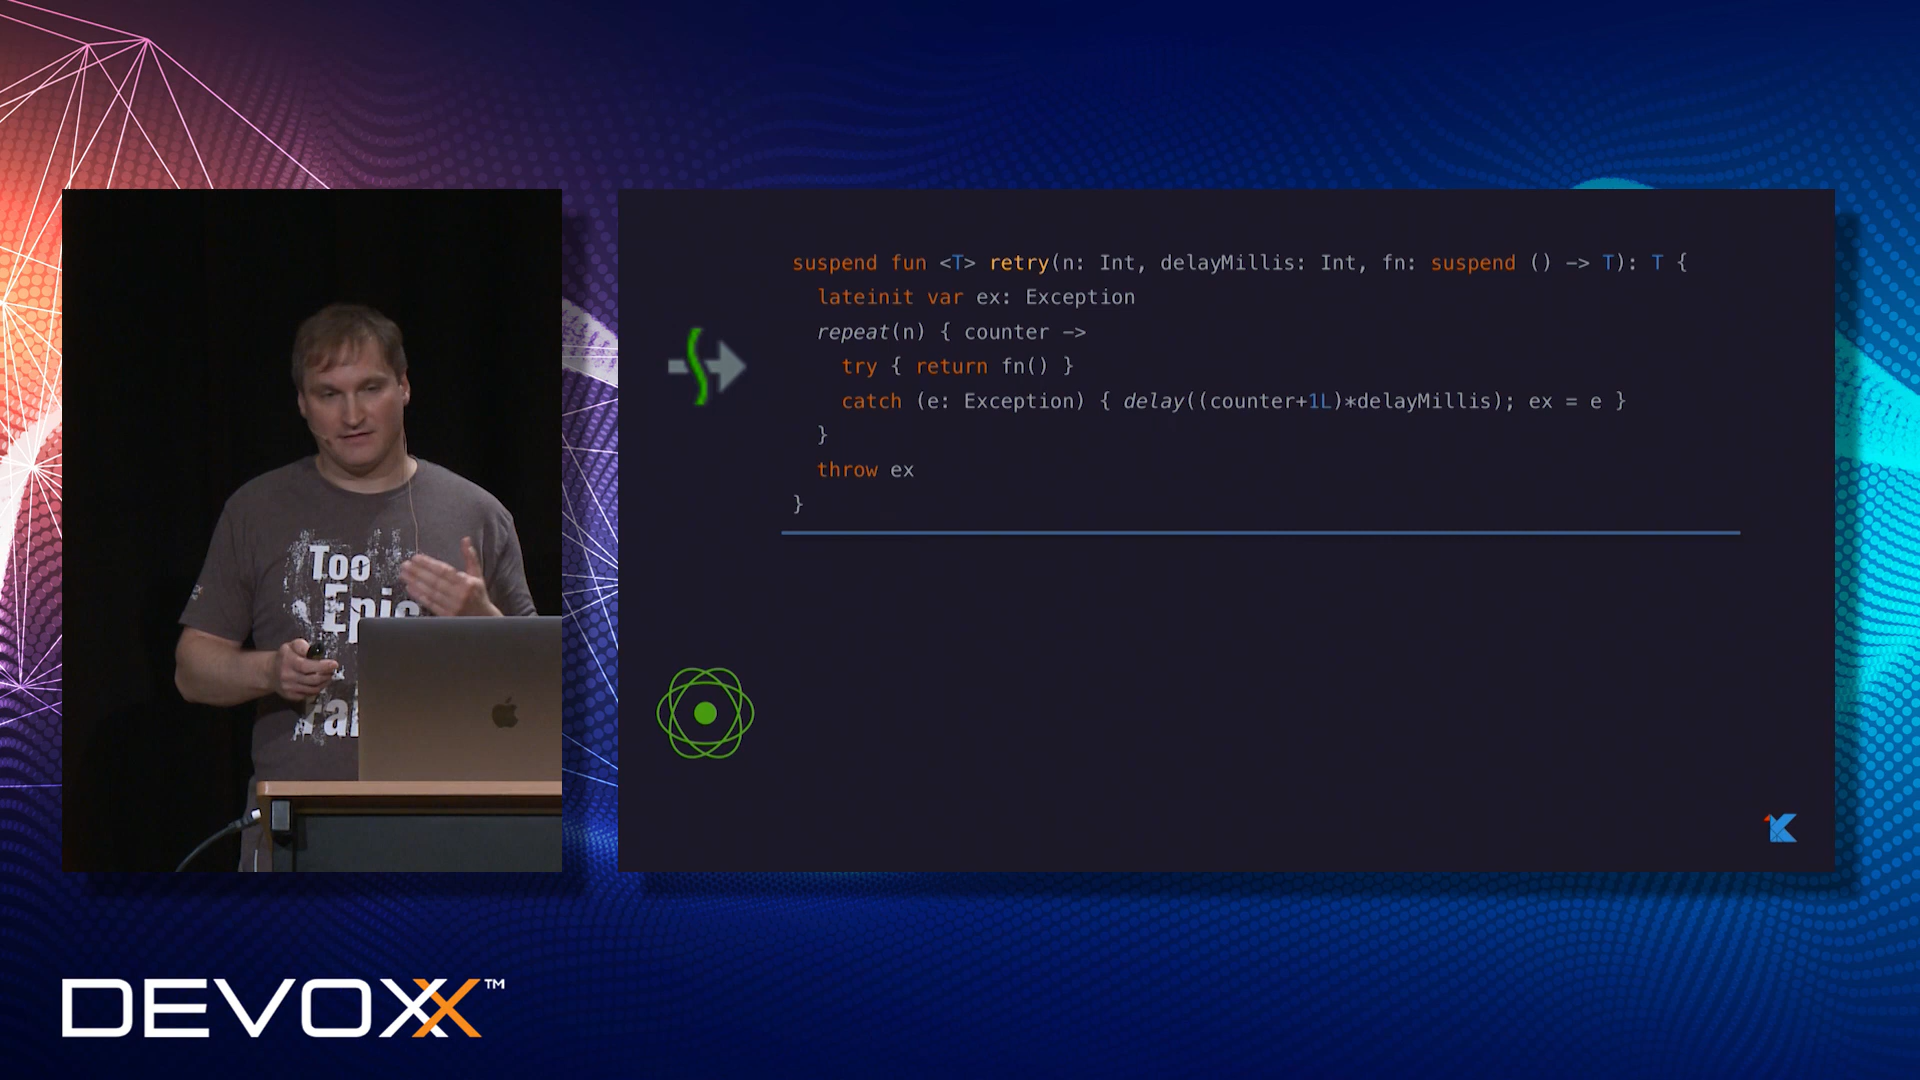 suspend fun <T> retry(n: Int, delayMillis: Int, fn: suspend () -> T): T {
lateinit var ex: Exception
repeat(n) { counter ->
try { return fn() }
catch (e: Exception) { delay((counter+1L)*delayMillis); ex = e }
}
throw ex
}
Too
Epic
DEVOXX™